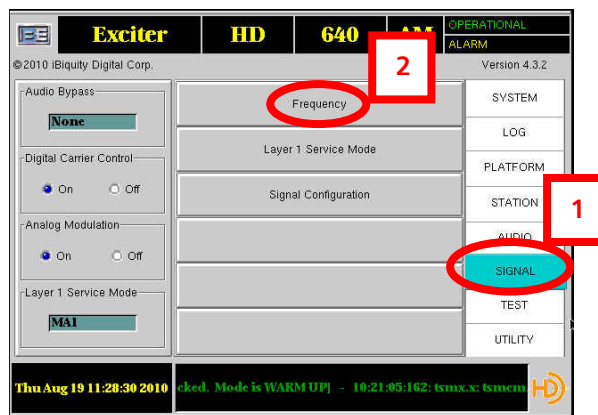 Exciter HD 640 AM OPERATIONAL
ALARM
©2010 iBiquity Digital Corp.
Version 4.3.2
2
Audio Bypass
None
Digital Carrier Control
On Off
Analog Modulation
On Off
Layer 1 Service Mode
MA1
Frequency
Layer 1 Service Mode
Signal Configuration
SYSTEM
LOG
PLATFORM
STATION
1
AUDIO
SIGNAL
TEST
UTILITY
Thu Aug 19 11:28:30 2010
cked. Mode is WARM UP] - 10:21:05:162: tsmx.x: tsmcm
HD